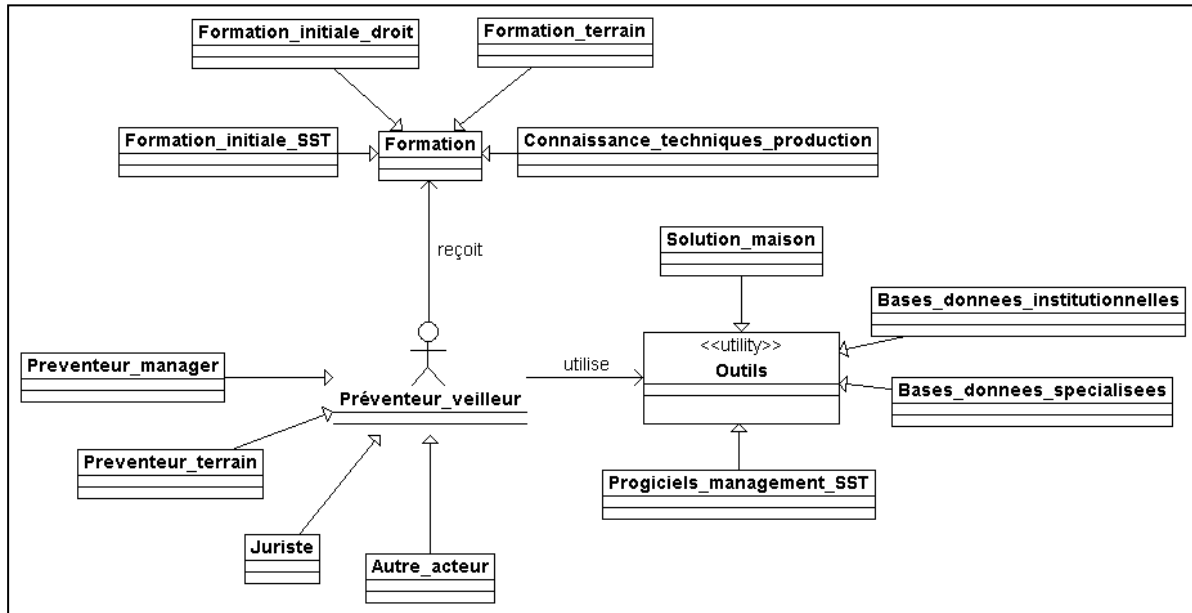 Formation_initiale_droit
Formation_terrain
Formation_initiale_SST
Formation
Connaissance_techniques_production
reçoit
Solution_maison
Bases_donnees_institutionnelles
<<utility>>
Outils
utilise
Preventeur_manager
Préventeur_veilleur
Bases_donnees_specialisees
Preventeur_terrain
Progiciels_management_SST
Juriste
Autre_acteur